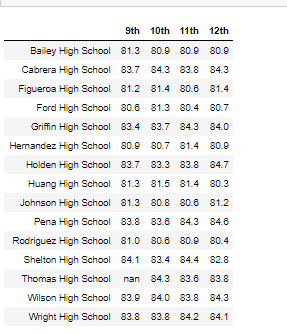 9th 10th 11th 12th
Bailey High School 81.3 80.9 80.9 80.9
Cabrera High School 83.7 84.3 83.8 84.3
Figueroa High School 81.2 81.4 80.6 81.4
Ford High School 80.6 81.3 80.4 80.7
Griffin High School 83.4 83.7 84.3 84.0
Hernandez High School 80.9 80.7 81.4 80.9
Holden High School 83.7 83.3 83.8 84.7
Huang High School 81.3 81.5 81.4 80.3
Johnson High School 81.3 80.8 80.6 81.2
Pena High School 83.8 83.6 84.3 84.6
Rodriguez High School 81.0 80.6 80.9 80.4
Shelton High School 84.1 83.4 84.4 82.8
Thomas High School nan 84.3 83.6 83.8
Wilson High School 83.9 84.0 83.8 84.3
Wright High School 83.8 83.8 84.2 84.1